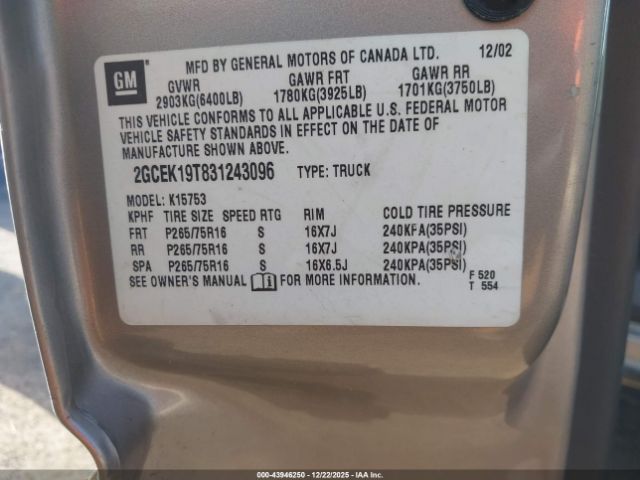 GM
MFD BY GENERAL MOTORS OF CANADA LTD. 12/02
GVWR GAWR FRT GAWR RR
2903KG(6400LB) 1780KG(3925LB) 1701KG(3750LB)
THIS VEHICLE CONFORMS TO ALL APPLICABLE U.S. FEDERAL MOTOR
VEHICLE SAFETY STANDARDS IN EFFECT ON THE DATE OF
MANUFACTURE SHOWN ABOVE.
2GCEK19T831243096 TYPE: TRUCK
MODEL: K15753
KPHF TIRE SIZE SPEED RTG RIM COLD TIRE PRESSURE
FRT P265/75R16 S 16X7J 240KPA(35PSI)
RR P265/75R16 S 16X7J 240KPA(35PSI)
SPA P265/75R16 S 16X6.5J 240KPA(35PSI)
SEE OWNER'S MANUAL FOR MORE INFORMATION.
F 520
T 554
Stock: 43946250 - 12/22/2025 - IAA Inc.